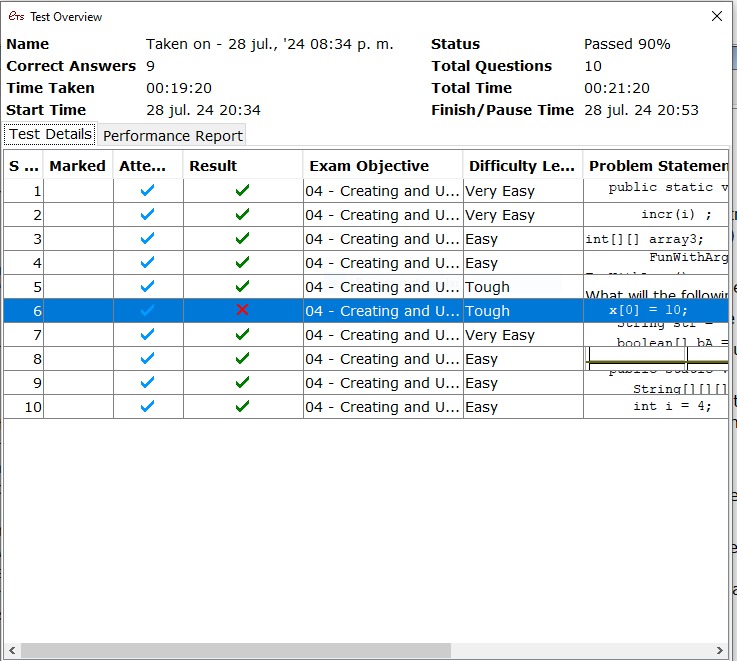 ETS Test Overview
Name Taken on - 28 jul., '24 08:34 p. m. Status Passed 90%
Correct Answers 9 Total Questions 10
Time Taken 00:19:20 Total Time 00:21:20
Start Time 28 jul. 24 20:34 Finish/Pause Time 28 jul. 24 20:53
Test Details Performance Report
S ... Marked Atte... Result Exam Objective Difficulty Le... Problem Statemen
1 04 - Creating and U... Very Easy public static v
2 04 - Creating and U... Very Easy incr(i) ;
3 04 - Creating and U... Easy int[][] array3;
4 04 - Creating and U... Easy FunWithArg
5 04 - Creating and U... Tough What will the followin
6 04 - Creating and U... Tough x[0] = 10;
7 04 - Creating and U... Very Easy boolean[] bA =
8 04 - Creating and U... Easy
9 04 - Creating and U... Easy String[][][]
10 04 - Creating and U... Easy int i = 4;